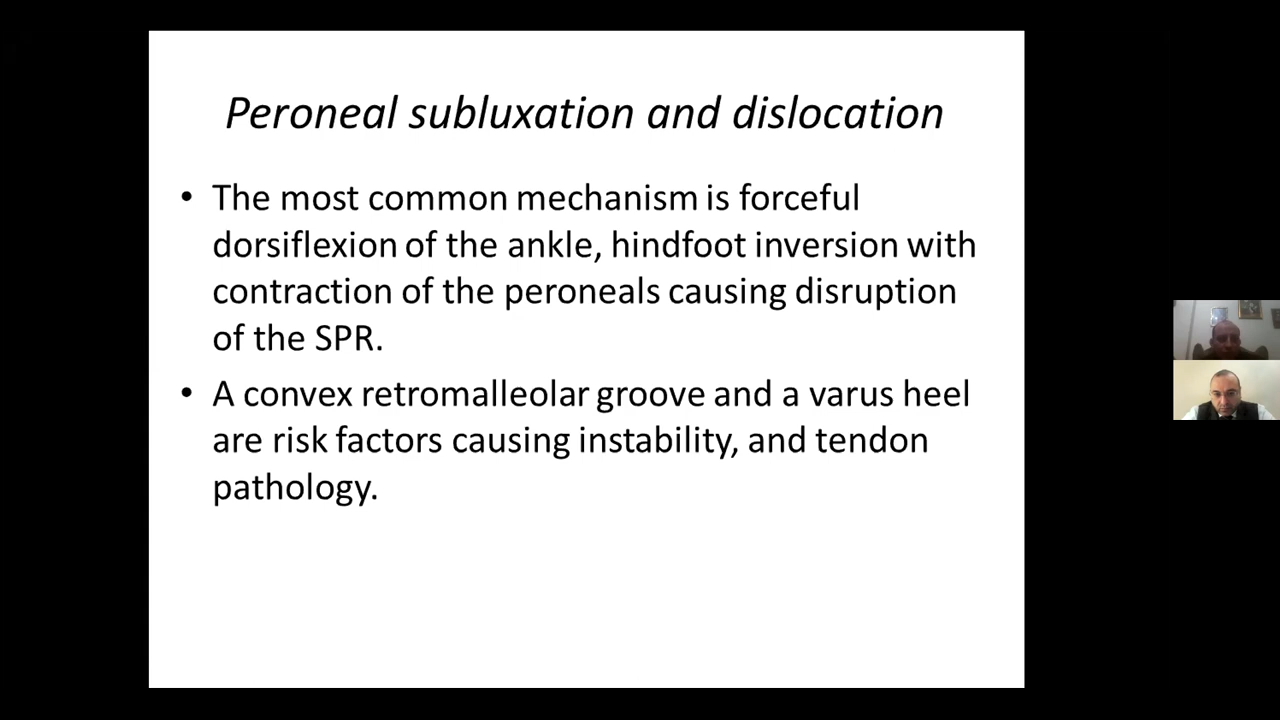 Peroneal subluxation and dislocation
• The most common mechanism is forceful
dorsiflexion of the ankle, hindfoot inversion with
contraction of the peroneals causing disruption
of the SPR.
• A convex retromalleolar groove and a varus heel
are risk factors causing instability, and tendon
pathology.